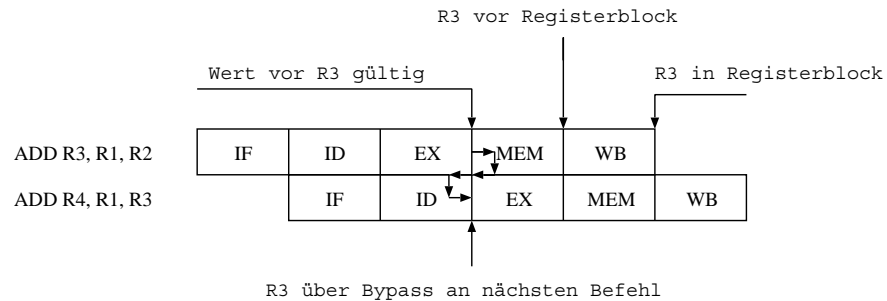 R3 vor Registerblock
Wert vor R3 gültig
R3 in Registerblock
ADD R3, R1, R2 IF ID EX MEM WB
ADD R4, R1, R3 IF ID EX MEM WB
R3 über Bypass an nächsten Befehl